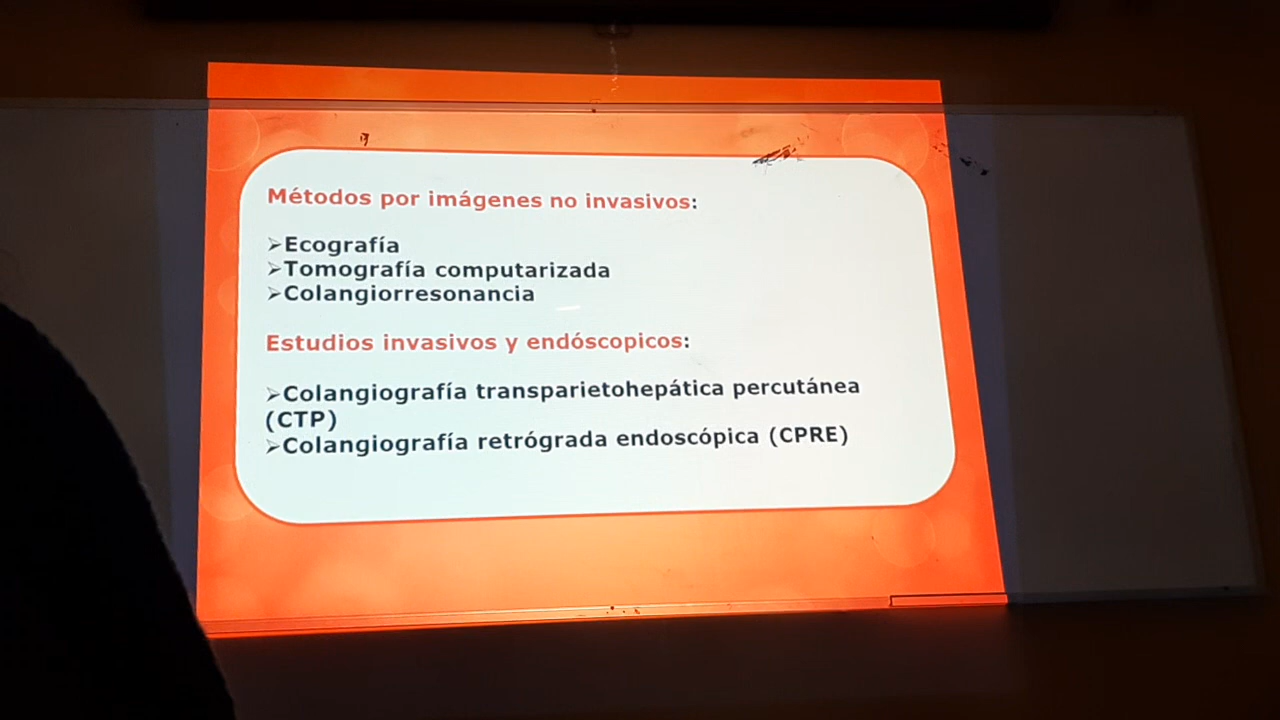 Métodos por imágenes no invasivos:
➢Ecografía
➢Tomografía computarizada
➢Colangiorresonancia
Estudios invasivos y endóscopicos:
➢Colangiografía transparietohepática percutánea
(CTP)
➢Colangiografía retrógrada endoscópica (CPRE)